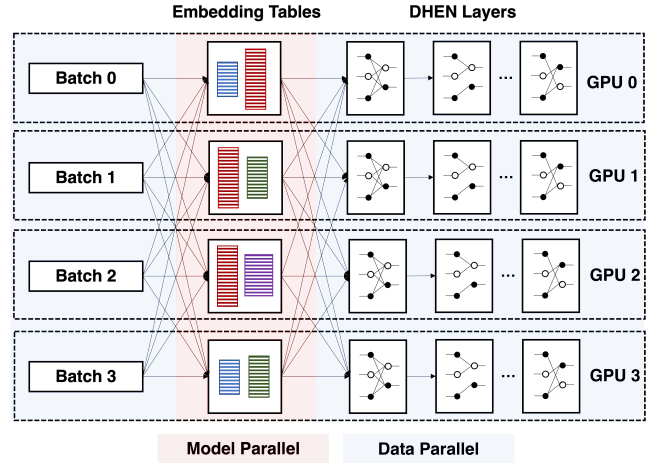 Embedding Tables
DHEN Layers
Batch 0
...
GPU 0
Batch 1
...
GPU 1
Batch 2
...
GPU 2
Batch 3
...
GPU 3
Model Parallel
Data Parallel